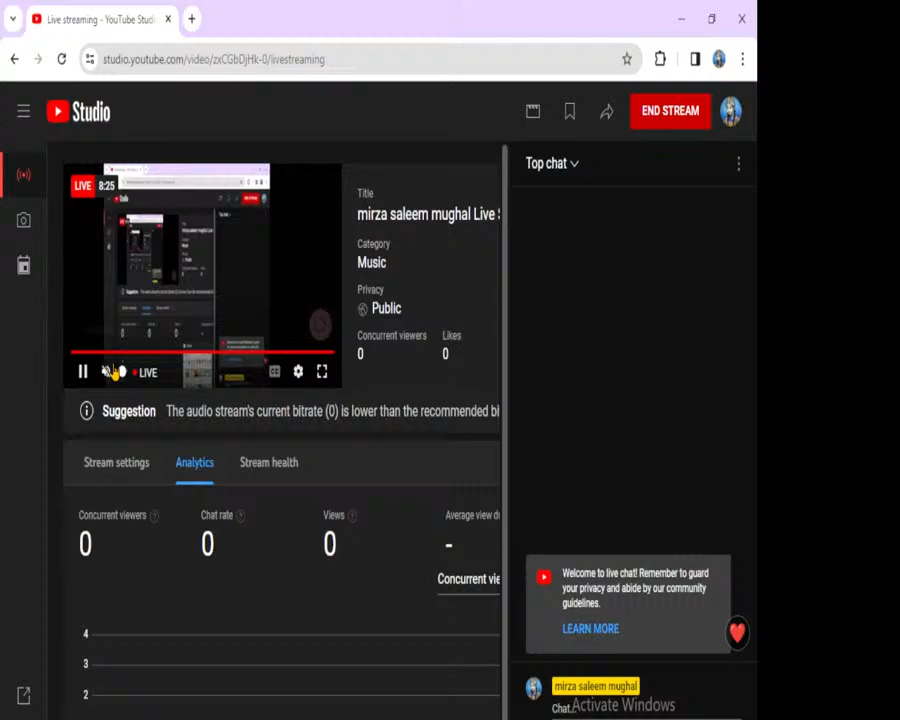 Live streaming - YouTube Studi
studio.youtube.com/video/zxCGbDjHk-0/livestreaming
Studio
END STREAM
LIVE 8:25
LIVE
CC
Title
mirza saleem mughal Live S
Category
Music
Privacy
Public
Concurrent viewers Likes
0 0
Suggestion The audio stream's current bitrate (0) is lower than the recommended bi
Stream settings Analytics Stream health
Concurrent viewers Chat rate Views Average view du
0 0 0 -
Concurrent vie
4
3
2
Top chat
Welcome to live chat! Remember to guard
your privacy and abide by our community
guidelines.
LEARN MORE
mirza saleem mughal
Chat...
Activate Windows